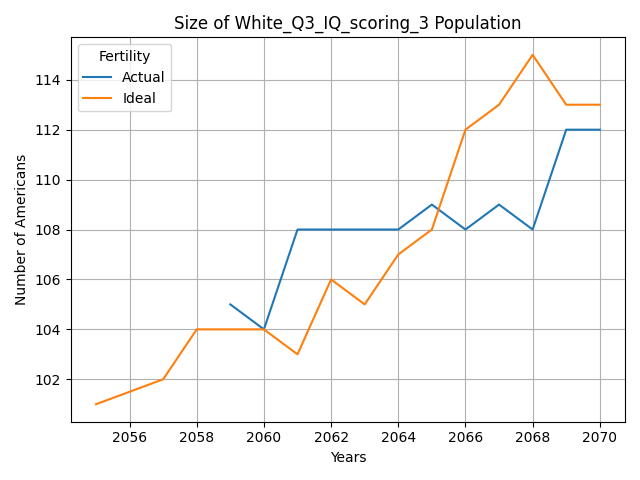 Size of White_Q3_IQ_scoring_3 Population
Fertility
Actual
Ideal
Number of Americans
114
112
110
108
106
104
102
2056 2058 2060 2062 2064 2066 2068 2070
Years